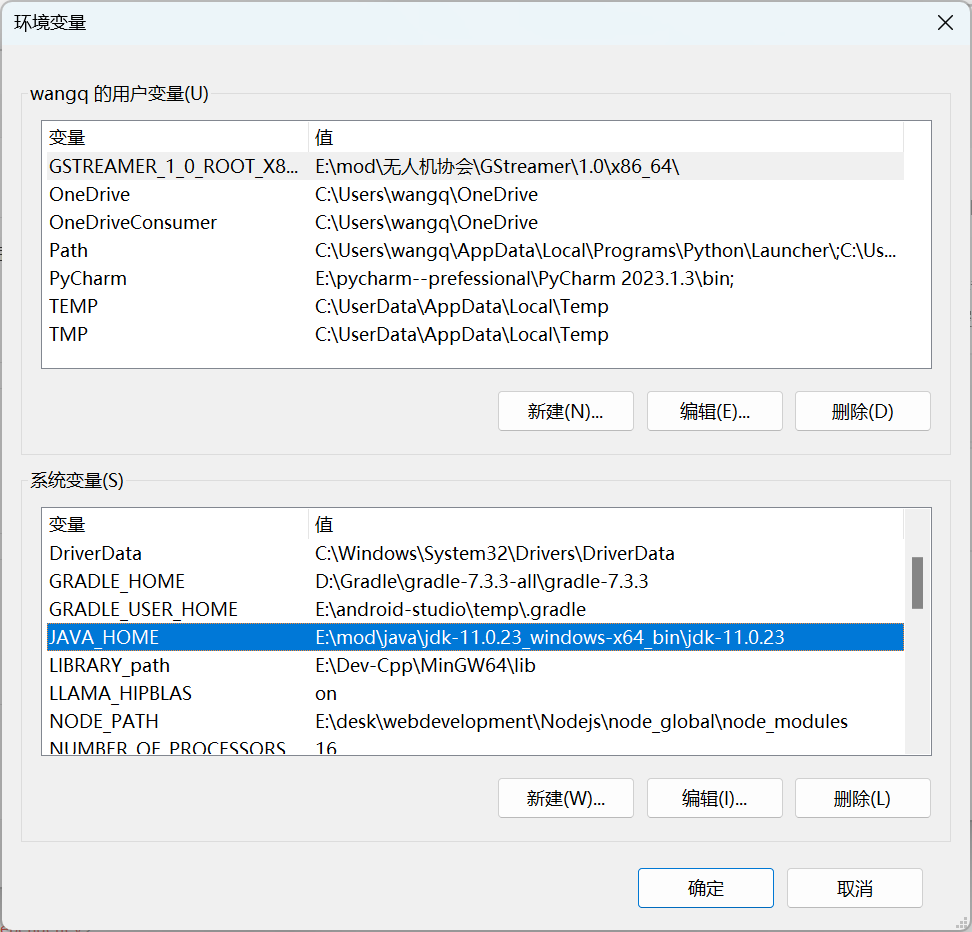 环境变量
wangq 的用户变量(U)
变量 值
GSTREAMER_1_0_ROOT_X8... E:\mod\无人机协会\GStreamer\1.0\x86_64\
OneDrive C:\Users\wangq\OneDrive
OneDriveConsumer C:\Users\wangq\OneDrive
Path C:\Users\wangq\AppData\Local\Programs\Python\Launcher\;C:\Us...
PyCharm E:\pycharm--prefessional\PyCharm 2023.1.3\bin;
TEMP C:\UserData\AppData\Local\Temp
TMP C:\UserData\AppData\Local\Temp
新建(N)... 编辑(E)... 删除(D)
系统变量(S)
变量 值
DriverData C:\Windows\System32\Drivers\DriverData
GRADLE_HOME D:\Gradle\gradle-7.3.3-all\gradle-7.3.3
GRADLE_USER_HOME E:\android-studio\temp\.gradle
JAVA_HOME E:\mod\java\jdk-11.0.23_windows-x64_bin\jdk-11.0.23
LIBRARY_path E:\Dev-Cpp\MinGW64\lib
LLAMA_HIPBLAS on
NODE_PATH E:\desk\webdevelopment\Nodejs\node_global\node_modules
NUMBER_OF_PROCESSORS 16
新建(W)... 编辑(I)... 删除(L)
确定 取消